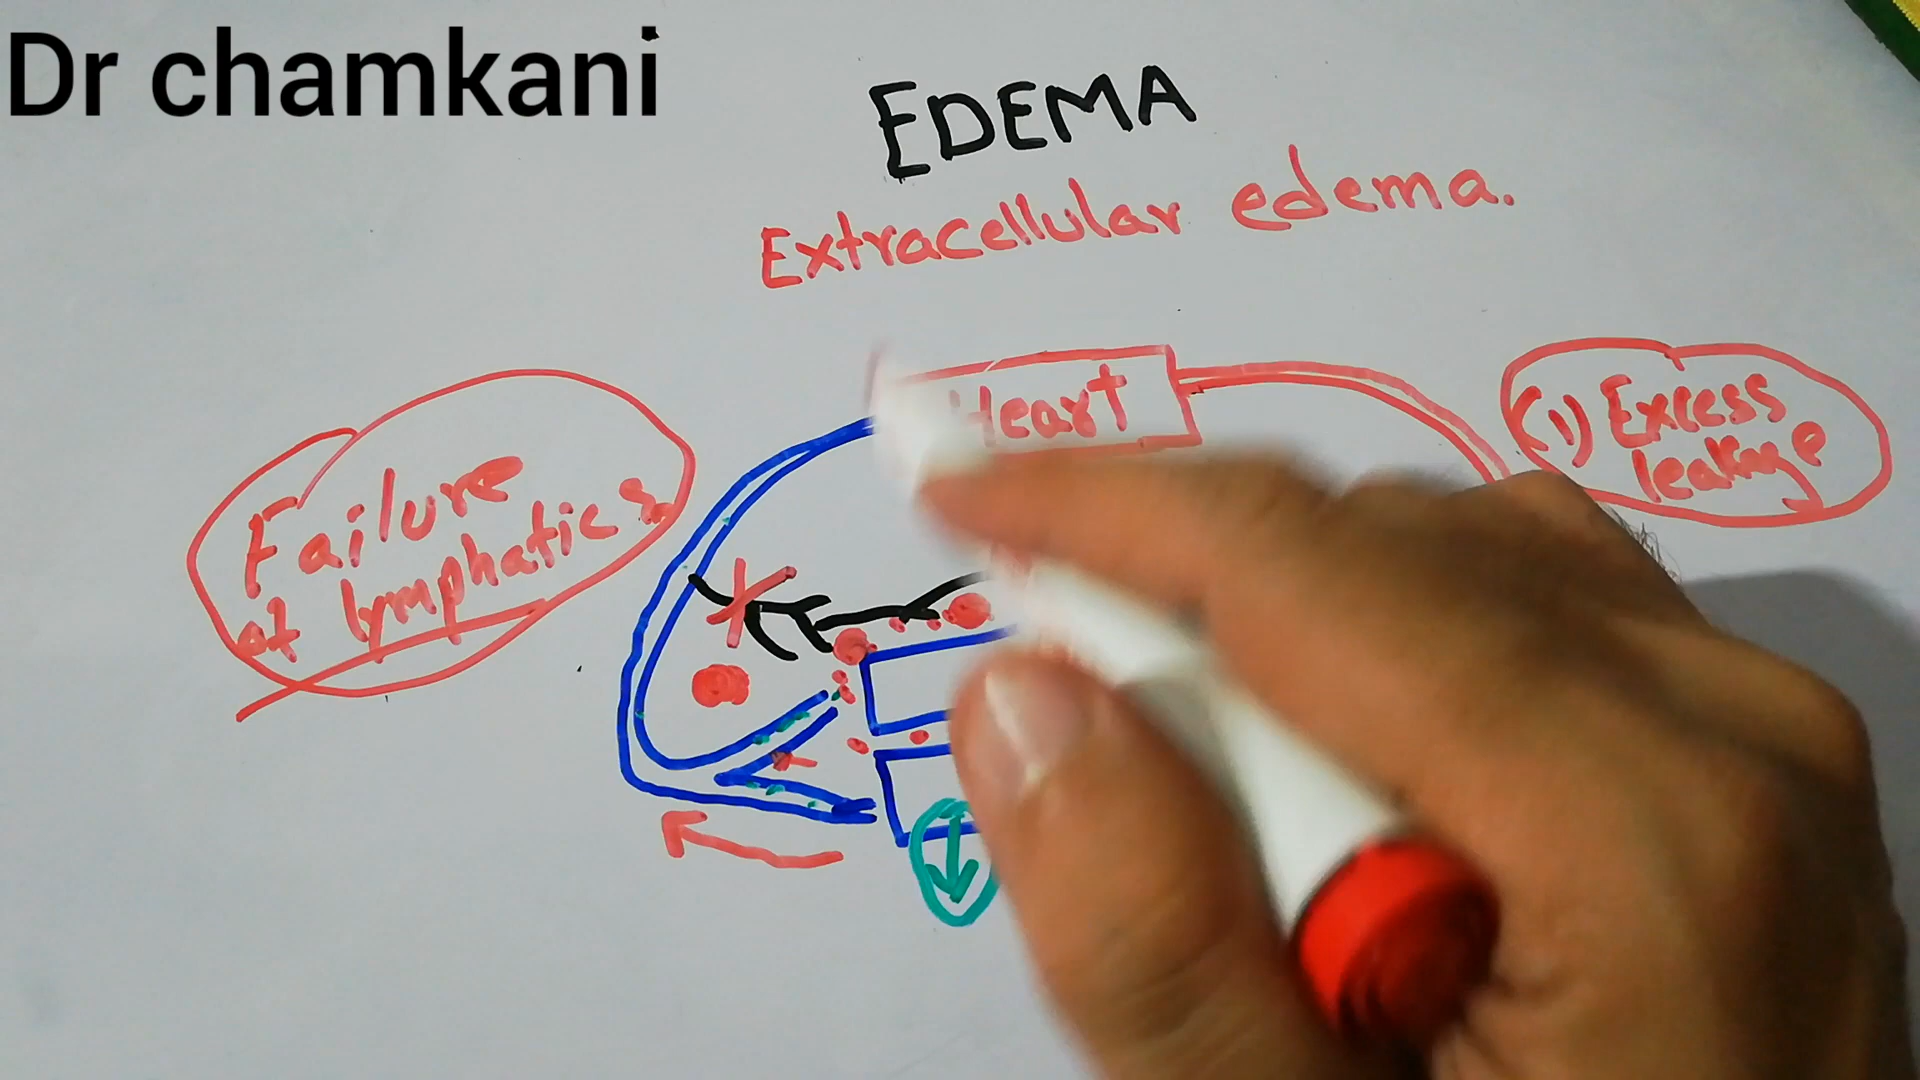 Dr chamkani
EDEMA
Extracellular edema.
Heart
(1) Excess
leakage
Failure
of lymphatics